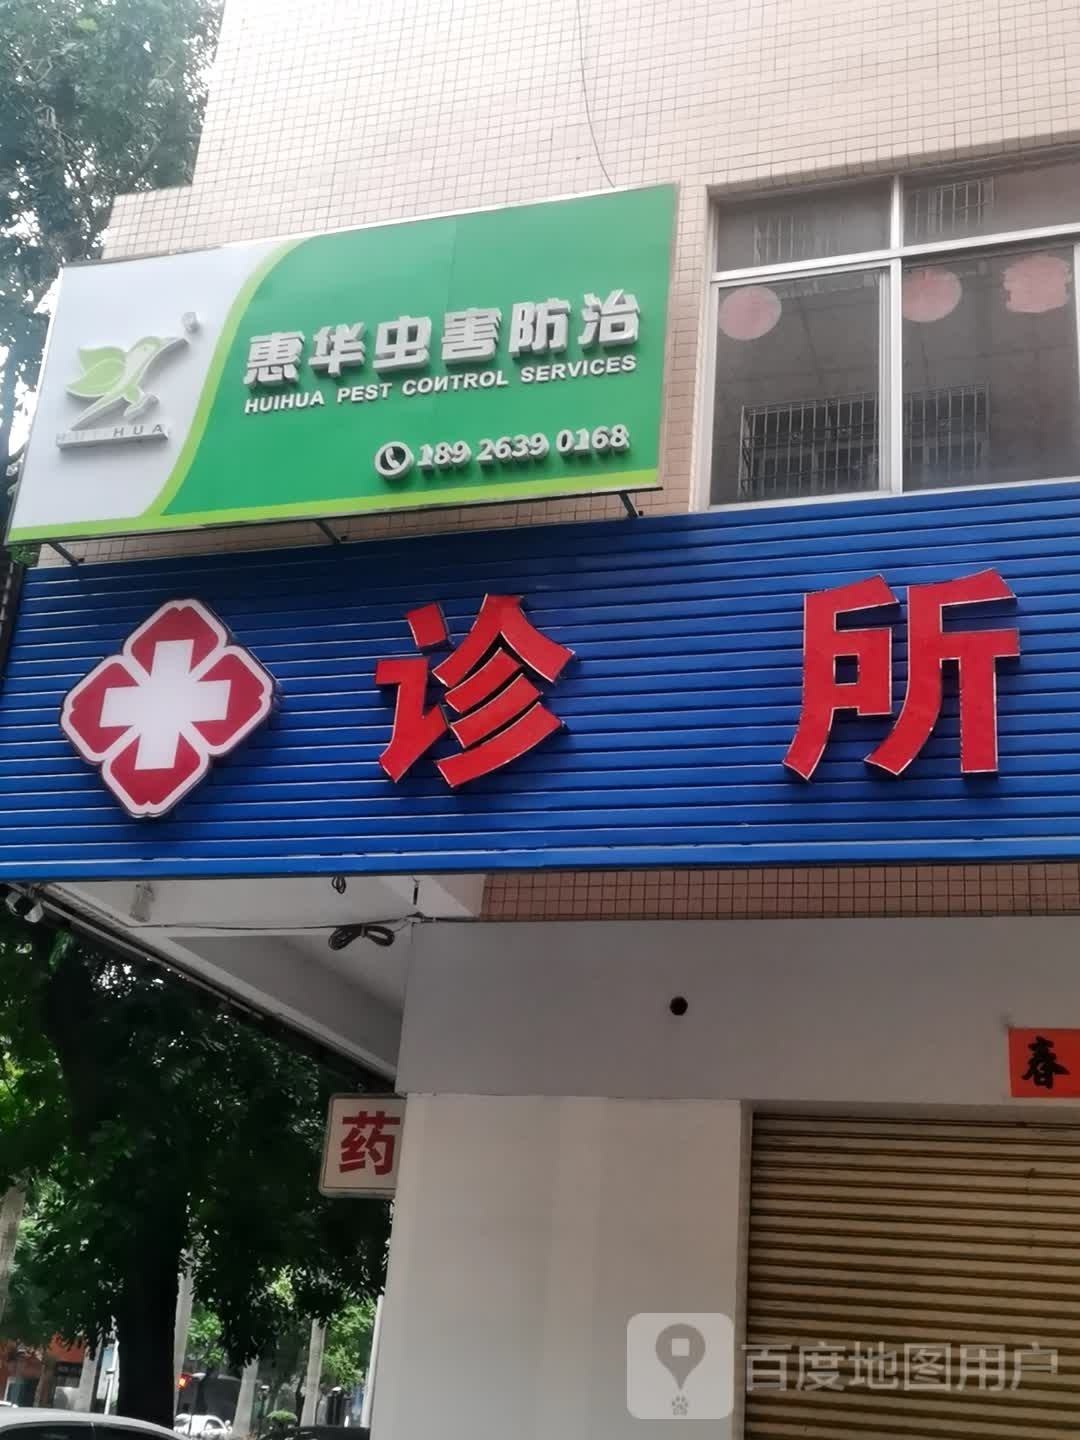 惠华虫害防治
HUIHUA PEST CONTROL SERVICES
HUIHUA
189 2639 0168
诊所
春
药
百度地图用户